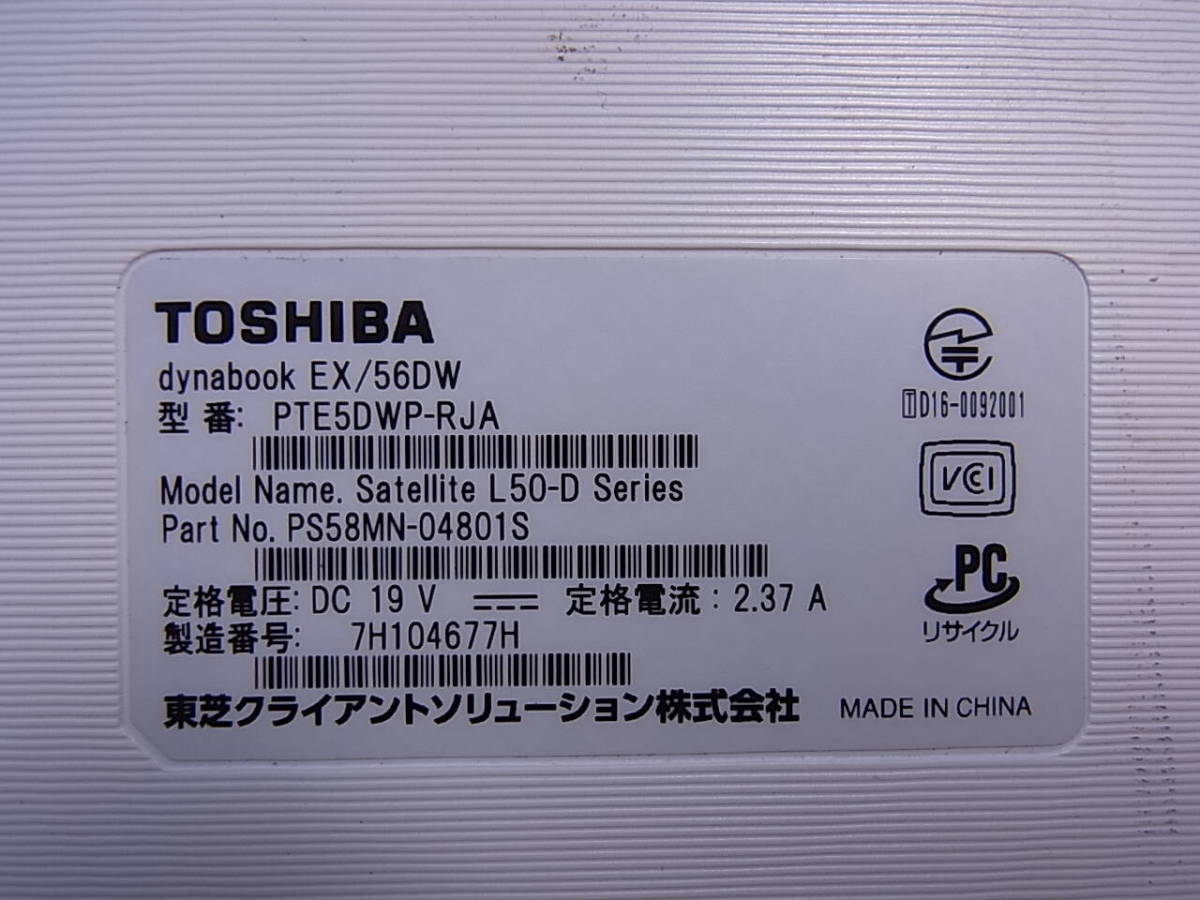 TOSHIBA
dynabook EX/56DW
型 番: PTE5DWP-RJA
Model Name. Satellite L50-D Series
Part No. PS58MN-04801S
定格電圧: DC 19 V 定格電流 : 2.37 A
製造番号: 7H104677H
東芝クライアントソリューション株式会社 MADE IN CHINA
T D16-0092001
VCCI
PC
リサイクル